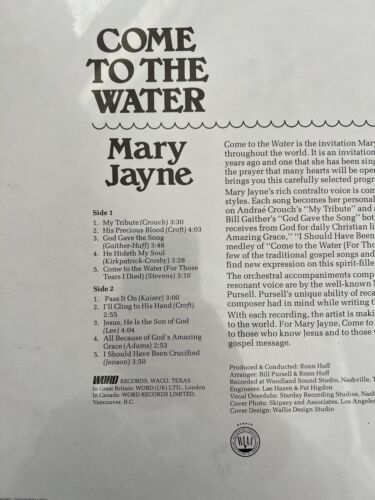 COME
TO THE
WATER
Mary
Jayne
Side 1
1. My Tribute (Crouch) 3:30
2. His Precious Blood (Croft) 4:03
3. God Gave the Song
(Gaither-Huff) 3:48
4. He Hideth My Soul
(Kirkpatrick-Crosby) 3:28
5. Come to the Water (For Those
Tears I Died) (Stevens) 3:10
Side 2
1. Pass It On (Kaiser) 3:00
2. I'll Cling to His Hand (Croft)
2:55
3. Jesus, He Is the Son of God
(Lee) 4:04
4. All Because of God's Amazing
Grace (Adams) 2:53
5. I Should Have Been Crucified
(Jenson) 3:50
WORD RECORDS, WACO, TEXAS
In Great Britain: WORD (UK) LTD., London
In Canada: WORD RECORDS LIMITED,
Vancouver, B.C.
Come to the Water is the invitation Mary
throughout the world. It is an invitation
years ago and one that she has been sing
the prayer that many hearts will be open
brings you this carefully selected progr
Mary Jayne's rich contralto voice is com
styles. Each song becomes her personal
on Andraé Crouch's "My Tribute" and
Bill Gaither's "God Gave the Song" bot
receives from God for daily Christian li
Amazing Grace," "I Should Have Been
medley of "Come to the Water (For Tho
few of the traditional gospel songs and
find new expression on this spirit-fille
The orchestral accompaniments comp
resonant voice are by the well-known
Pursell. Pursell's unique ability of reca
composer had in mind while writing t
With each recording, the artist is makin
to the world. For Mary Jayne, Come to
to those who know Jesus and to those
gospel message.
Produced & Conducted: Ronn Huff
Arranger: Bill Pursell & Ronn Huff
Recorded at Woodland Sound Studio, Nashville, T
Engineers: Lee Hazen & Pat Higdon
Vocal Overdubs: Starday Recording Studios, Nash
Cover Photo: Skipsey and Associates, Los Angeles
Cover Design: Wallis Design Studio